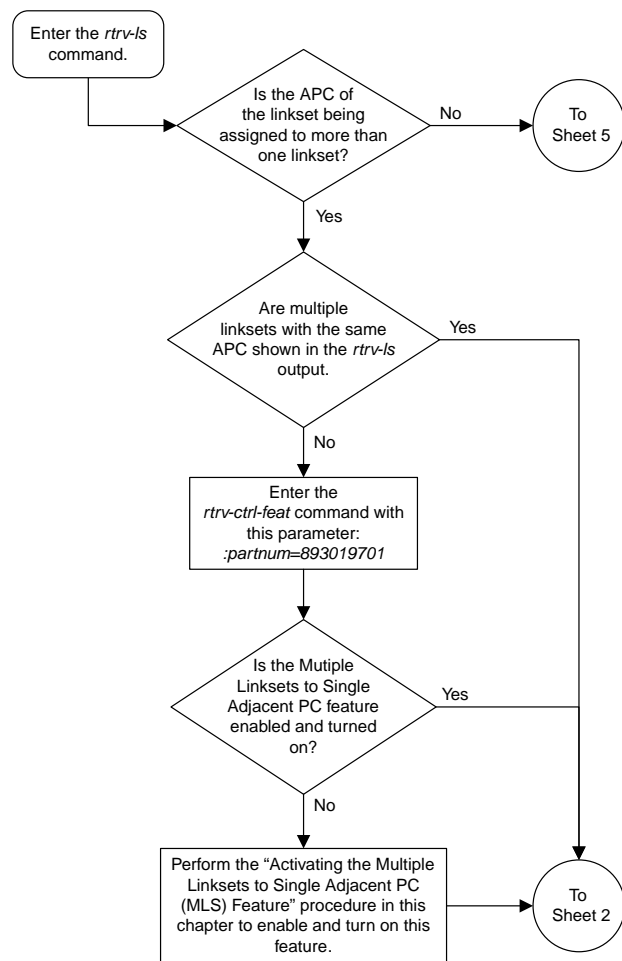 Enter the rtrv-ls
command.
Is the APC of
the linkset being
assigned to more than
one linkset?
No
To
Sheet 5
Yes
Are multiple
linksets with the same
APC shown in the rtrv-ls
output.
Yes
No
Enter the
rtrv-ctrl-feat command with
this parameter:
:partnum=893019701
Is the Mutiple
Linksets to Single
Adjacent PC feature
enabled and turned
on?
Yes
No
Perform the “Activating the Multiple
Linksets to Single Adjacent PC
(MLS) Feature” procedure in this
chapter to enable and turn on this
feature.
To
Sheet 2